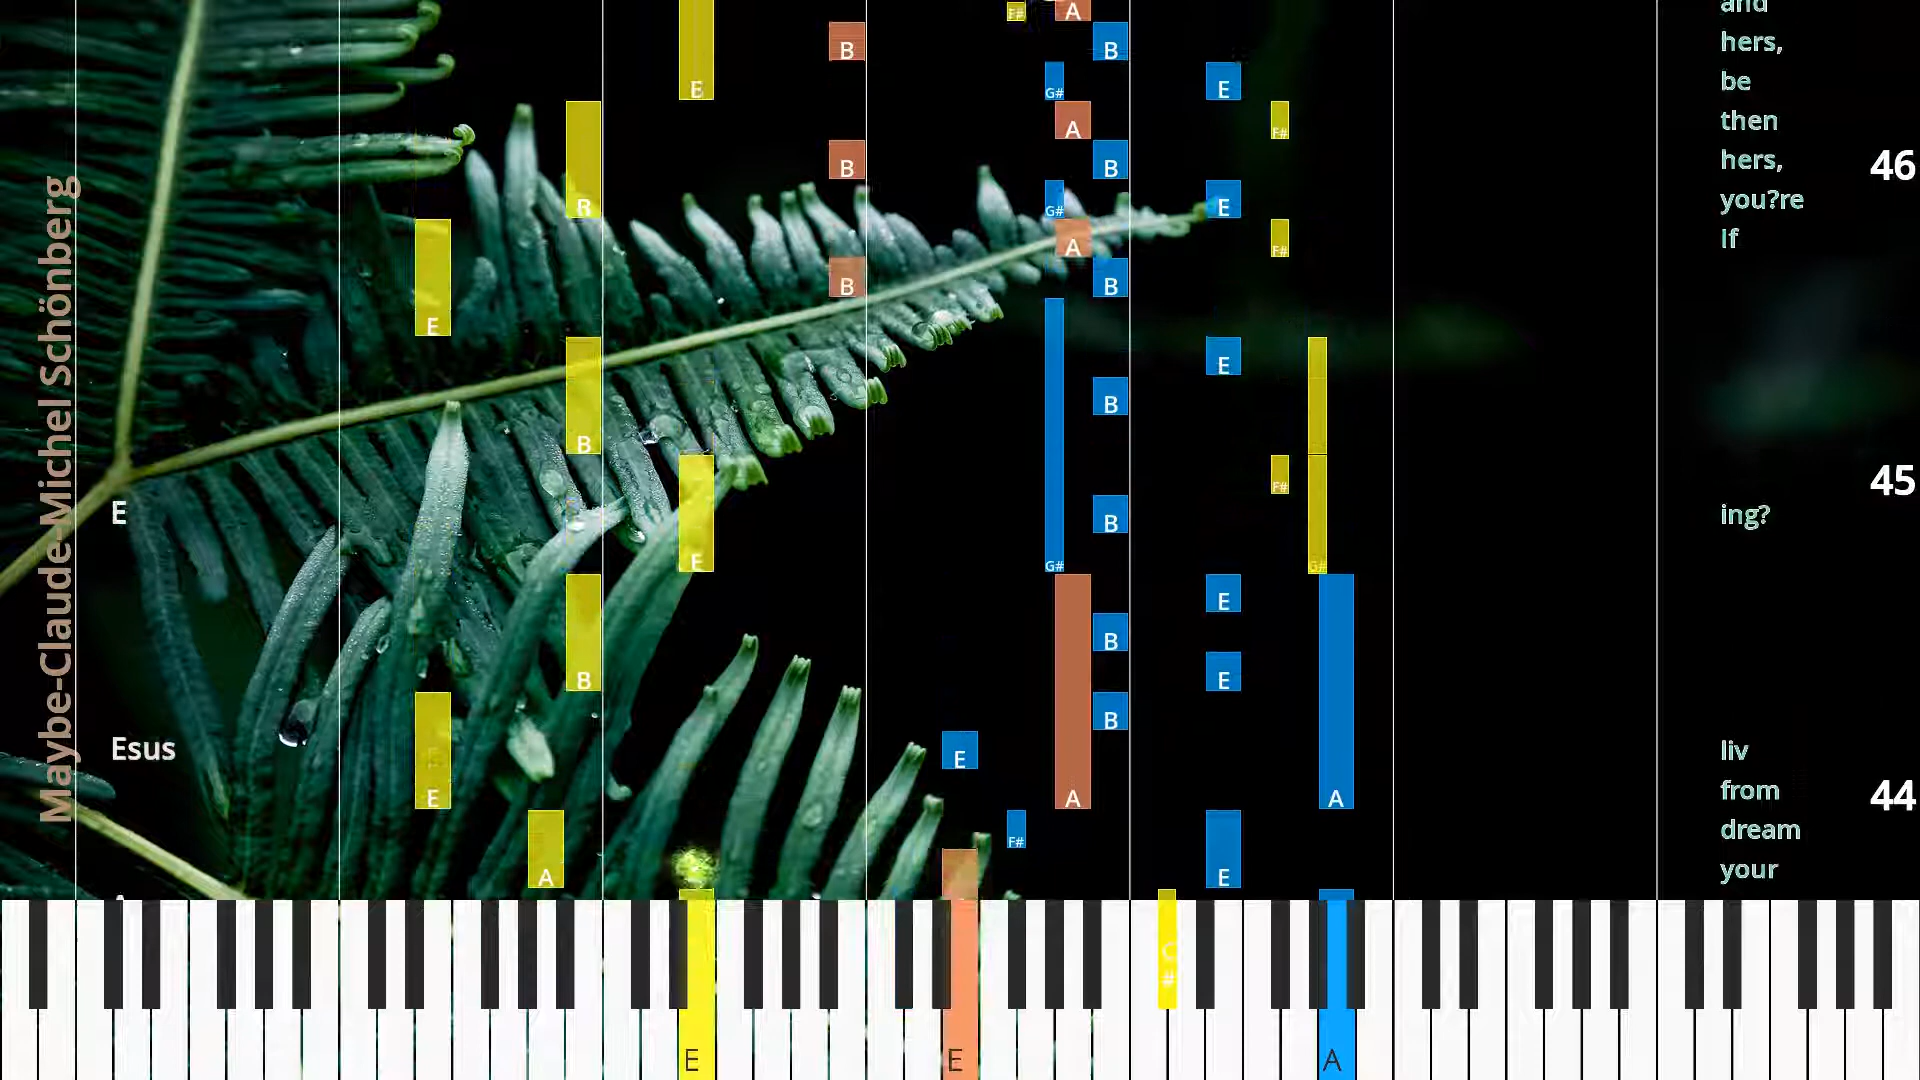 Maybe-Claude-Michel Schönberg
and
hers,
be
then
hers,
you?re
If
ing?
liv
from
dream
your
46
45
44
E
Esus
F# A
B B
E G# E
A F#
B B
B G# E
A F#
E B B
E
B B
F#
E G# B G#
E
B B
E
B
E E A A
F#
A E
C#
E E A